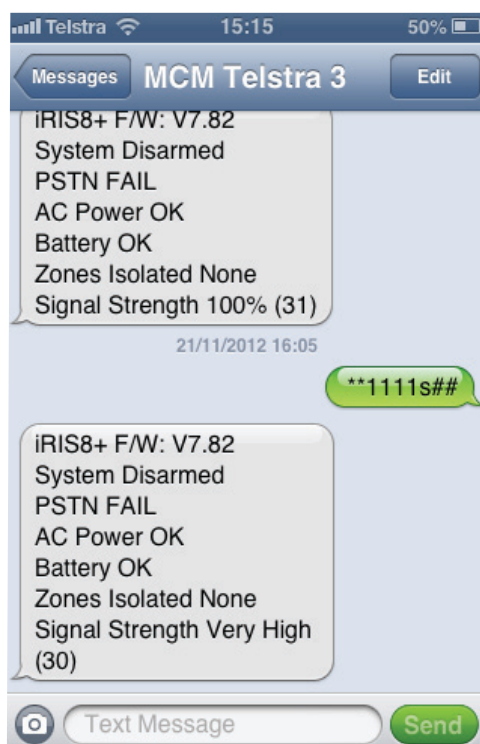 Telstra 15:15 50%
Messages MCM Telstra 3 Edit
iRIS8+ F/W: V7.82
System Disarmed
PSTN FAIL
AC Power OK
Battery OK
Zones Isolated None
Signal Strength 100% (31)
21/11/2012 16:05
**1111s##
iRIS8+ F/W: V7.82
System Disarmed
PSTN FAIL
AC Power OK
Battery OK
Zones Isolated None
Signal Strength Very High
(30)
Text Message Send